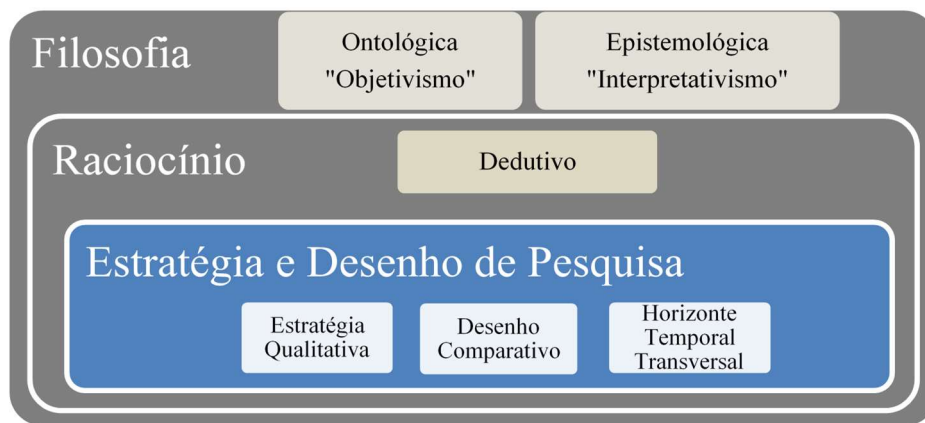 Filosofia
Ontológica
"Objetivismo"
Epistemológica
"Interpretativismo"
Raciocínio
Dedutivo
Estratégia e Desenho de Pesquisa
Estratégia
Qualitativa
Desenho
Comparativo
Horizonte
Temporal
Transversal